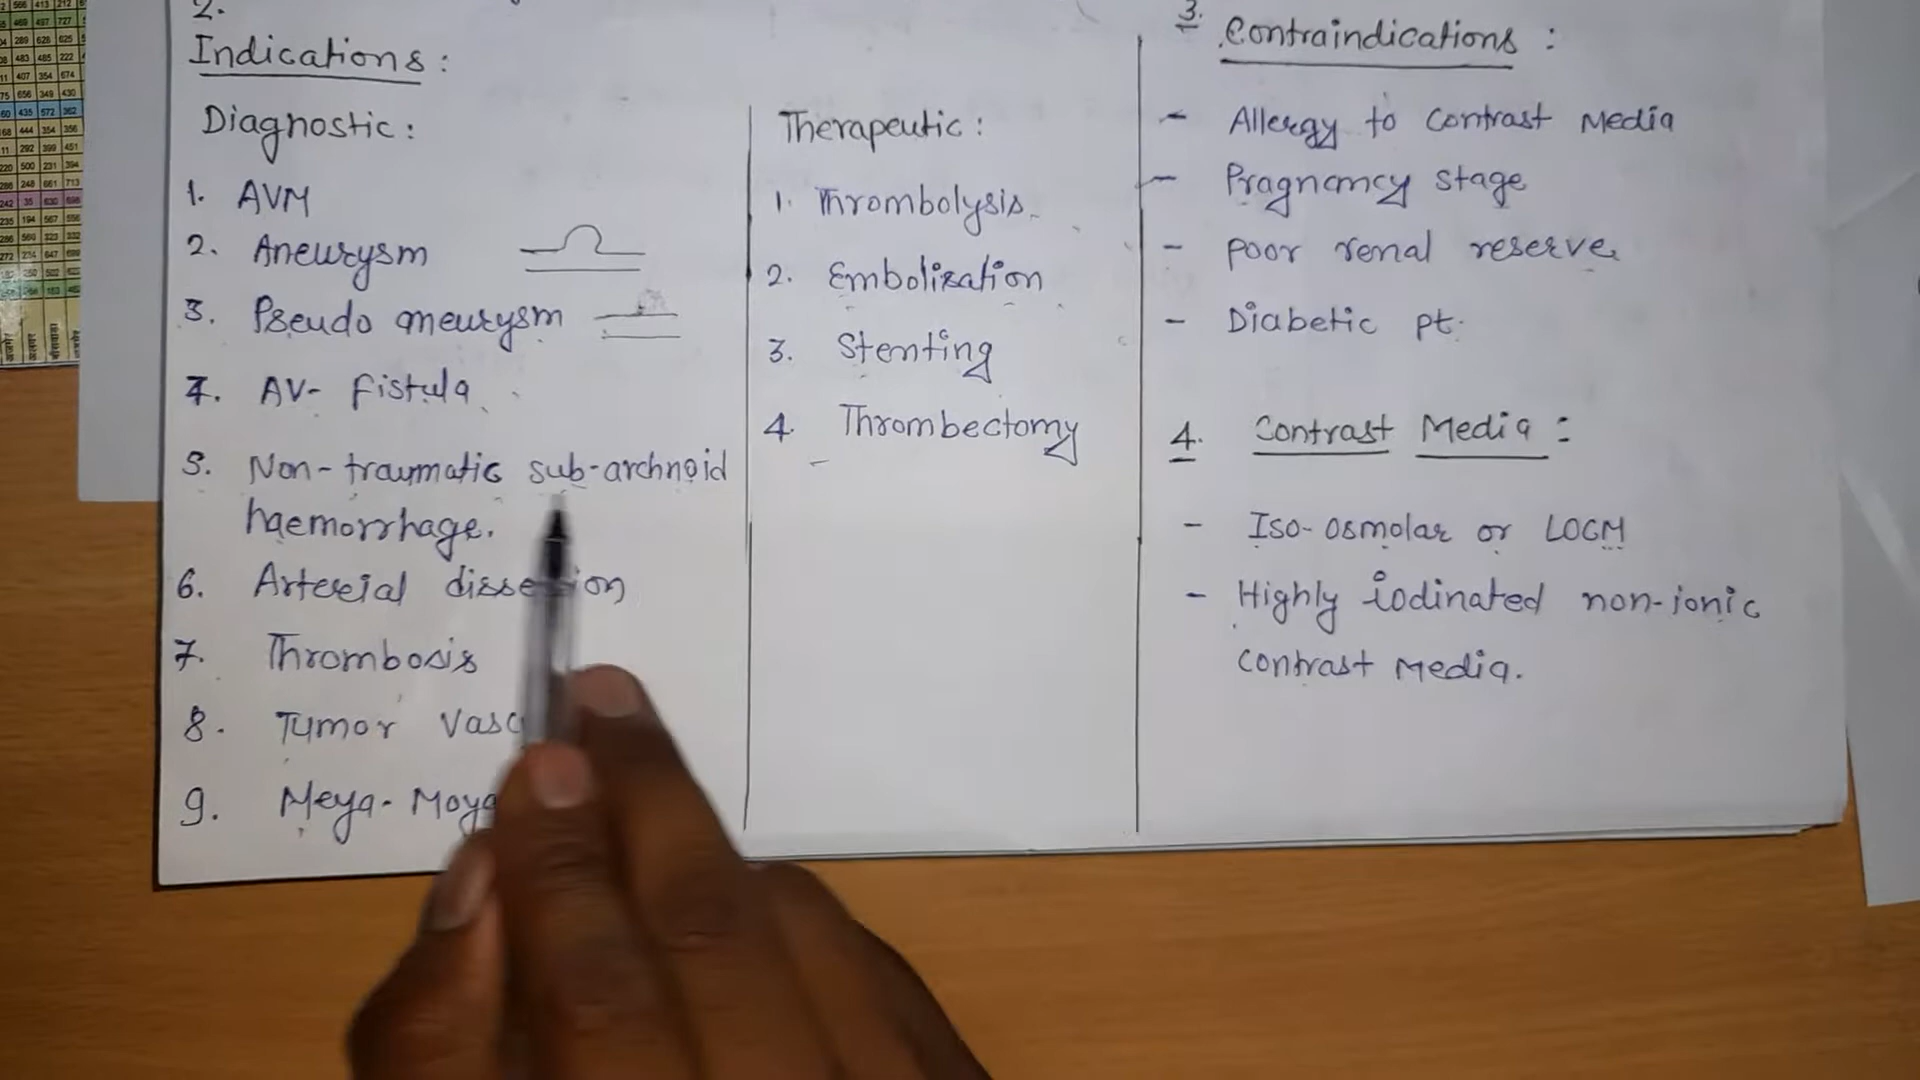 2.
Indications :
Diagnostic :
1. AVM
2. Aneurysm
3. Pseudo aneurysm
4. AV- Fistula
5. Non-traumatic sub-archnoid
haemorrhage.
6. Arterial
7. Thrombosis
8. Tumor
9. Meya-
Therapeutic :
1. Thrombolysis
2. Embolization
3. Stenting
4. Thrombectomy
3. Contraindications :
- Allergy to Contrast Media
- Pragnancy stage
- Poor renal reserve
- Diabetic pt.
4. Contrast Media :
- Iso-osmolar or LOCM
- Highly iodinated non-ionic
Contrast Media.